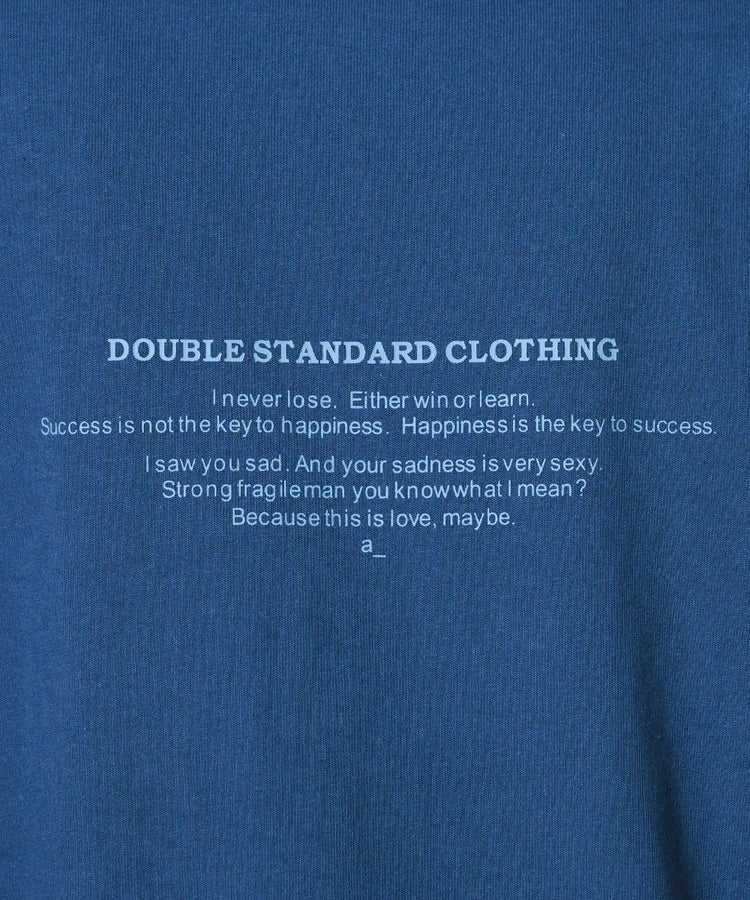 DOUBLE STANDARD CLOTHING
I never lose. Either win or learn.
Success is not the key to happiness. Happiness is the key to success.
I saw you sad. And your sadness is very sexy.
Strong fragile man you know what I mean?
Because this is love, maybe.
a_